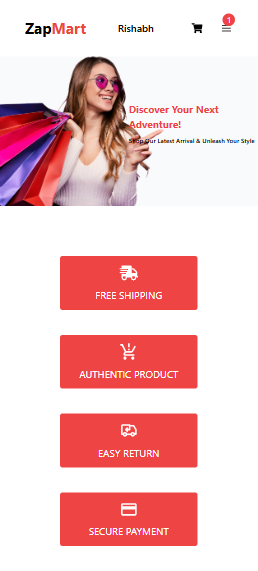 ZapMart
Rishabh
1
Discover Your Next
Adventure!
Shop Our Latest Arrival & Unleash Your Style
FREE SHIPPING
AUTHENTIC PRODUCT
EASY RETURN
SECURE PAYMENT